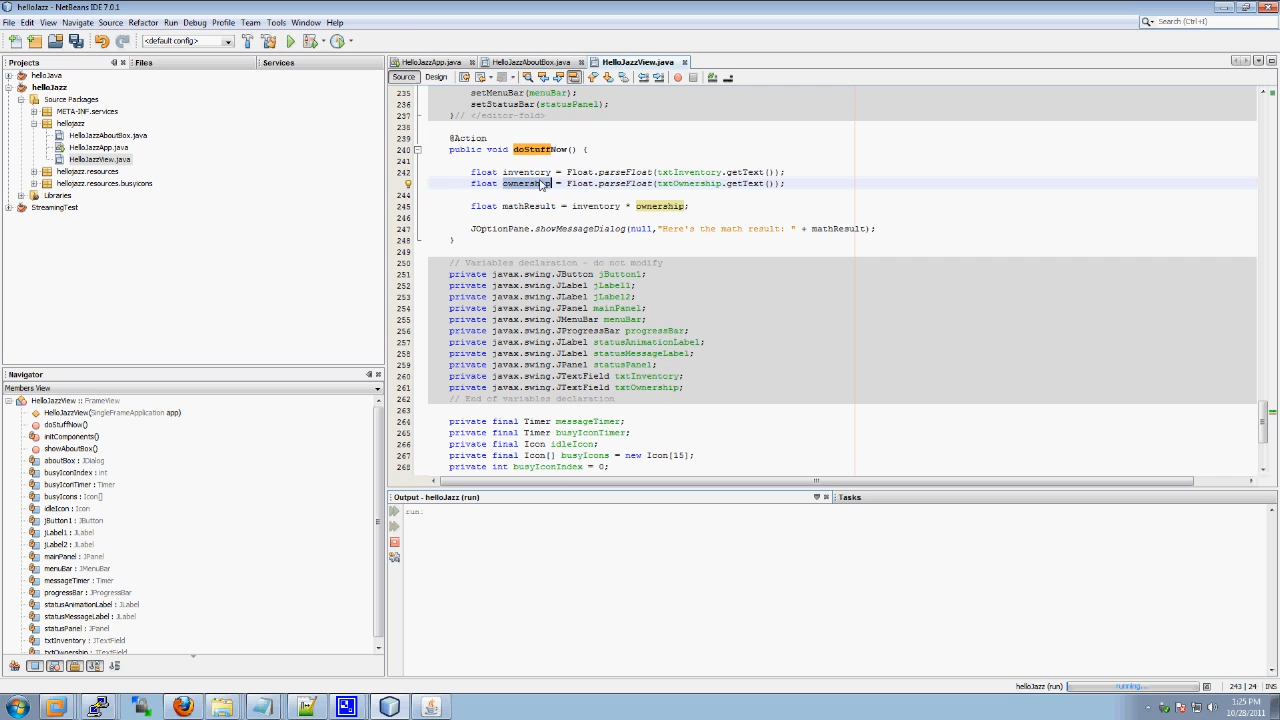 helloJazz - NetBeans IDE 7.0.1
File Edit View Navigate Source Refactor Run Debug Profile Team Tools Window Help
Search (Ctrl+I)
<default config>
Projects Files Services
HelloJazzApp.java HelloJazzAboutBox.java HelloJazzView.java
Source Design
helloJava
helloJazz
Source Packages
META-INF.services
hellojazz
HelloJazzAboutBox.java
HelloJazzApp.java
HelloJazzView.java
hellojazz.resources
hellojazz.resources.busyicons
Libraries
StreamingTest
235 setMenuBar(menuBar);
236 setStatusBar(statusPanel);
237 }// </editor-fold>
238
239 @Action
240 public void doStuffNow() {
241
242 float inventory = Float.parseFloat(txtInventory.getText());
float ownership = Float.parseFloat(txtOwnership.getText());
244
245 float mathResult = inventory * ownership;
246
247 JOptionPane.showMessageDialog(null,"Here's the math result: " + mathResult);
248 }
249
250 // Variables declaration - do not modify
251 private javax.swing.JButton jButton1;
252 private javax.swing.JLabel jLabel1;
253 private javax.swing.JLabel jLabel2;
254 private javax.swing.JPanel mainPanel;
255 private javax.swing.JMenuBar menuBar;
256 private javax.swing.JProgressBar progressBar;
257 private javax.swing.JLabel statusAnimationLabel;
258 private javax.swing.JLabel statusMessageLabel;
259 private javax.swing.JPanel statusPanel;
260 private javax.swing.JTextField txtInventory;
261 private javax.swing.JTextField txtOwnership;
262 // End of variables declaration
263
264 private final Timer messageTimer;
265 private final Timer busyIconTimer;
266 private final Icon idleIcon;
267 private final Icon[] busyIcons = new Icon[15];
268 private int busyIconIndex = 0;
Navigator
Members View
HelloJazzView :: FrameView
HelloJazzView(SingleFrameApplication app)
doStuffNow()
initComponents()
showAboutBox()
aboutBox : JDialog
busyIconIndex : int
busyIconTimer : Timer
busyIcons : Icon[]
idleIcon : Icon
jButton1 : JButton
jLabel1 : JLabel
jLabel2 : JLabel
mainPanel : JPanel
menuBar : JMenuBar
messageTimer : Timer
progressBar : JProgressBar
statusAnimationLabel : JLabel
statusMessageLabel : JLabel
statusPanel : JPanel
txtInventory : JTextField
txtOwnership : JTextField
Output - helloJazz (run) Tasks
run:
helloJazz (run) running... 243 | 24 INS
1:25 PM
10/28/2011